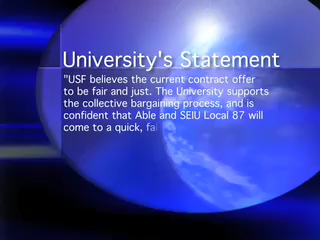 University's Statement
"USF believes the current contract offer
to be fair and just. The University supports
the collective bargaining process, and is
confident that Able and SEIU Local 87 will
come to a quick,